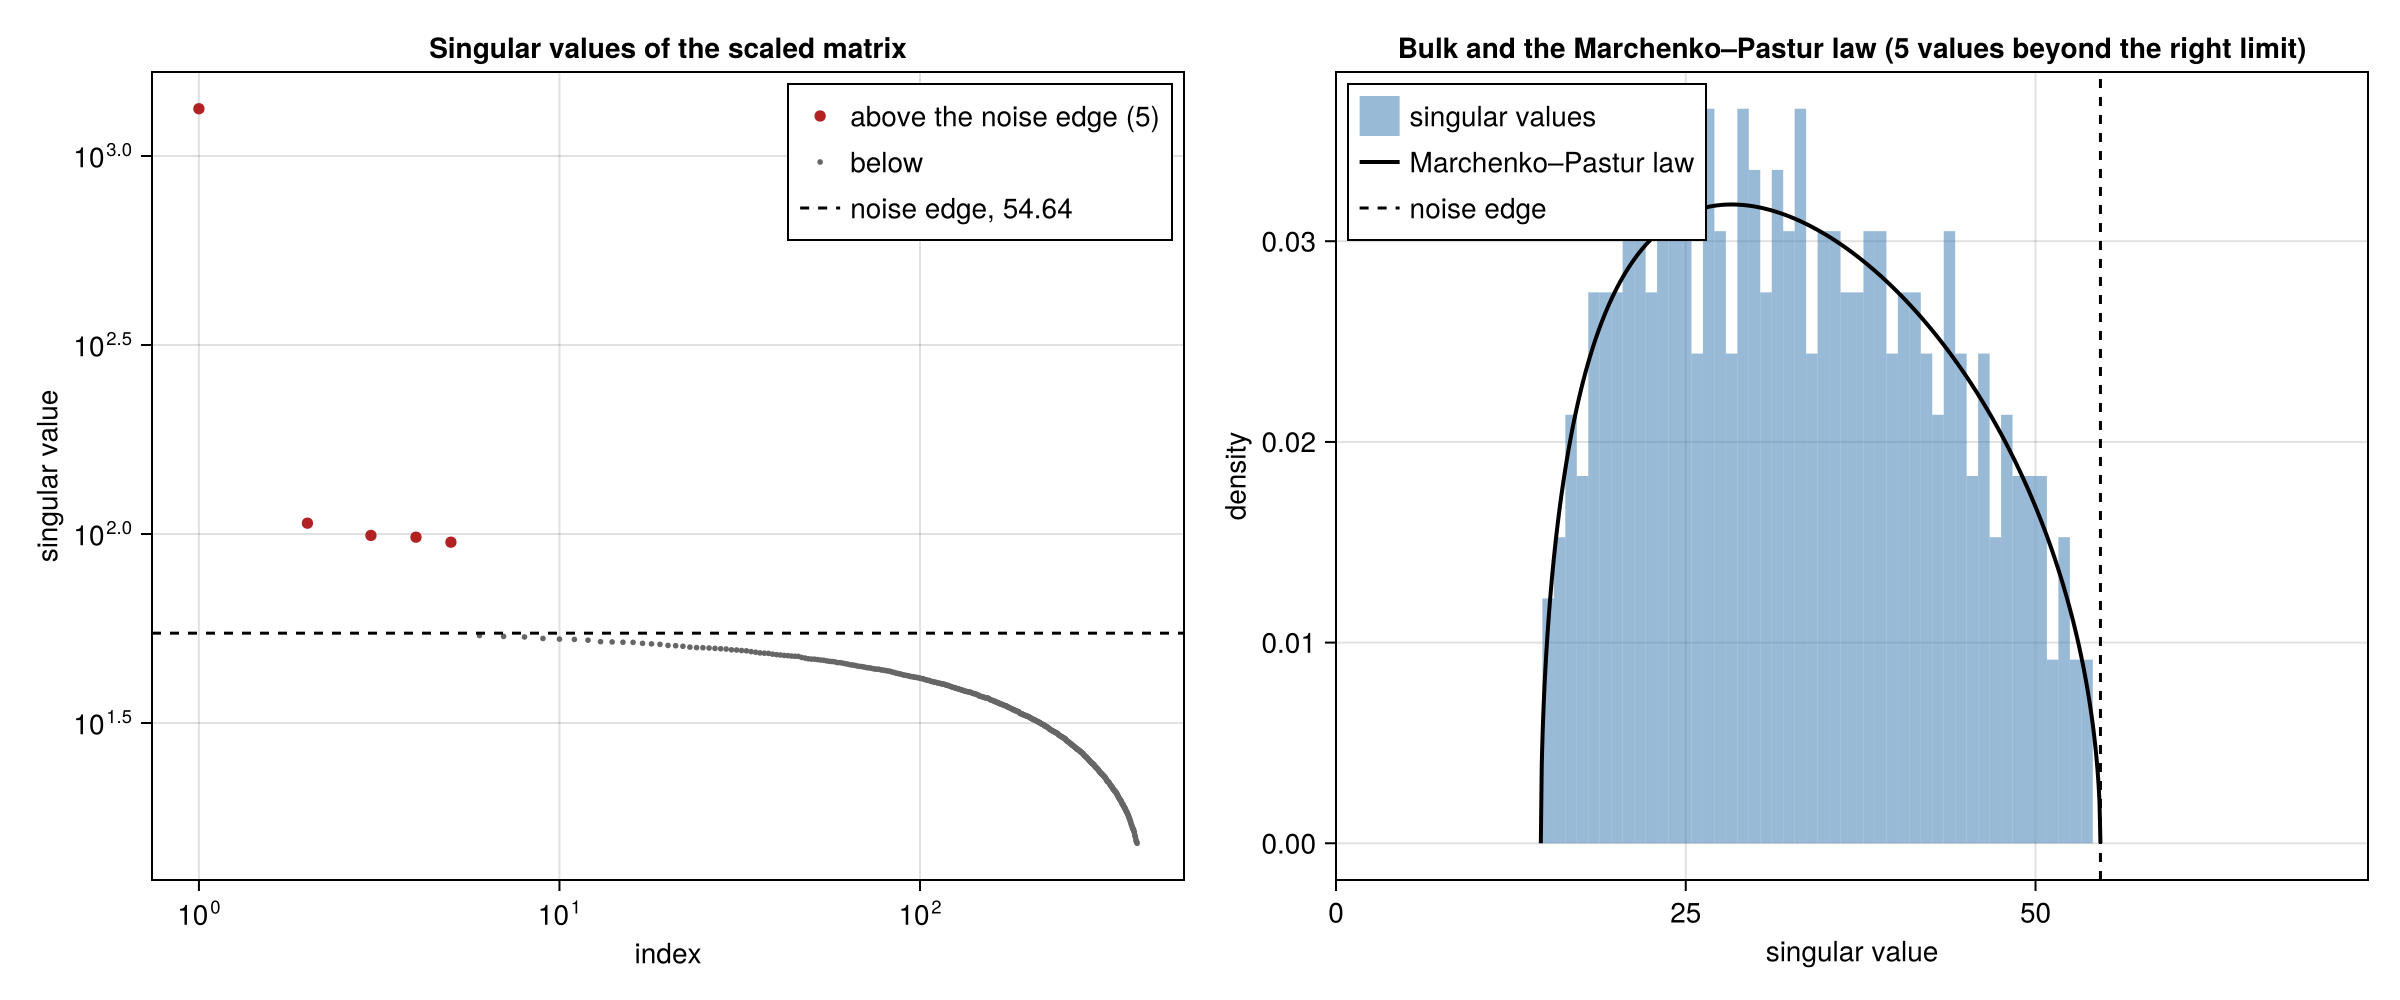 Singular values of the scaled matrix
above the noise edge (5)
below
noise edge, 54.64
10^3.0
10^2.5
10^2.0
10^1.5
singular value
10^0 10^1 10^2
index
Bulk and the Marchenko–Pastur law (5 values beyond the right limit)
singular values
Marchenko–Pastur law
noise edge
0.03
0.02
0.01
0.00
density
0 25 50
singular value